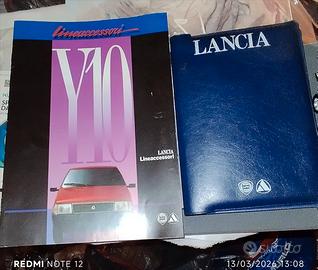 Lineaccessori
Y10
LANCIA
Lineaccessori
LANCIA
REDMI NOTE 12
13/03/2026 13:08